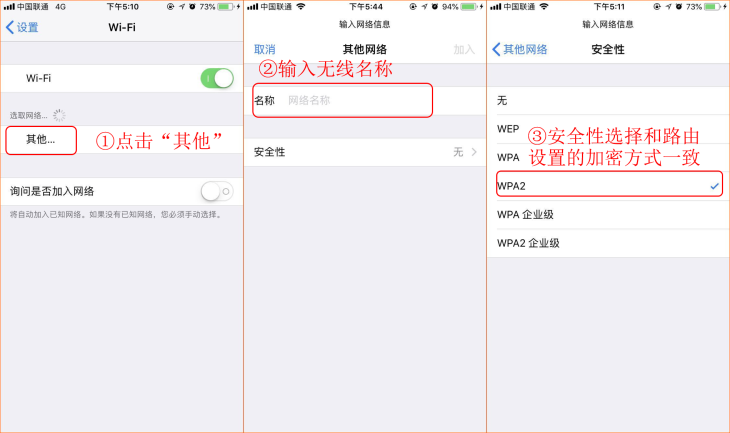 中国联通 4G 下午5:10 73%
设置 Wi-Fi
Wi-Fi
选取网络...
其他...
①点击“其他”
询问是否加入网络
将自动加入已知网络。如果没有已知网络，您必须手动选择。
中国联通 下午5:44 94%
输入网络信息
取消 其他网络 加入
②输入无线名称
名称 网络名称
安全性 无
中国联通 下午5:11 73%
输入网络信息
其他网络 安全性
无
WEP
③安全性选择和路由
WPA
设置的加密方式一致
WPA2
WPA 企业级
WPA2 企业级